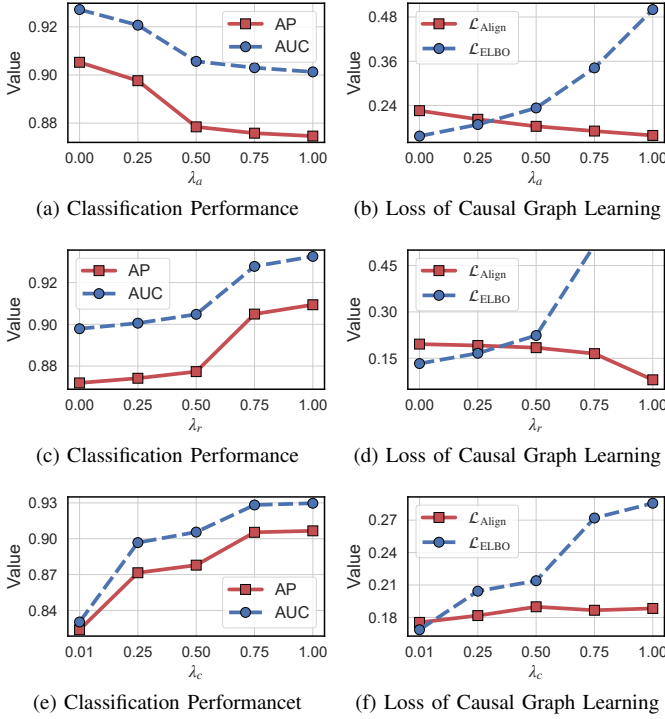 0.92
0.90
0.88
Value
AP
AUC
0.00 0.25 0.50 0.75 1.00
λa
(a) Classification Performance
0.48
0.36
0.24
Value
ℒAlign
ℒELBO
0.00 0.25 0.50 0.75 1.00
λa
(b) Loss of Causal Graph Learning
0.92
0.90
0.88
Value
AP
AUC
0.00 0.25 0.50 0.75 1.00
λr
(c) Classification Performance
0.45
0.30
0.15
Value
ℒAlign
ℒELBO
0.00 0.25 0.50 0.75 1.00
λr
(d) Loss of Causal Graph Learning
0.93
0.90
0.87
0.84
Value
AP
AUC
0.01 0.25 0.50 0.75 1.00
λc
(e) Classification Performancet
0.27
0.24
0.21
0.18
Value
ℒAlign
ℒELBO
0.01 0.25 0.50 0.75 1.00
λc
(f) Loss of Causal Graph Learning